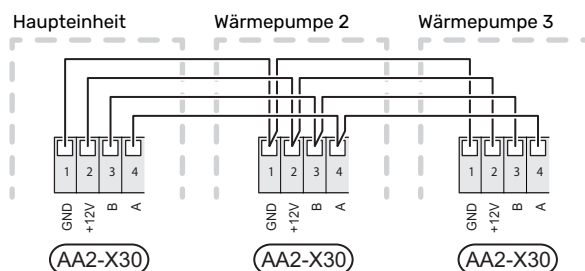 Haupteinheit Wärmepumpe 2 Wärmepumpe 3
1 2 3 4 1 2 3 4 1 2 3 4
GND +12V B A GND +12V B A GND +12V B A
AA2-X30 AA2-X30 AA2-X30